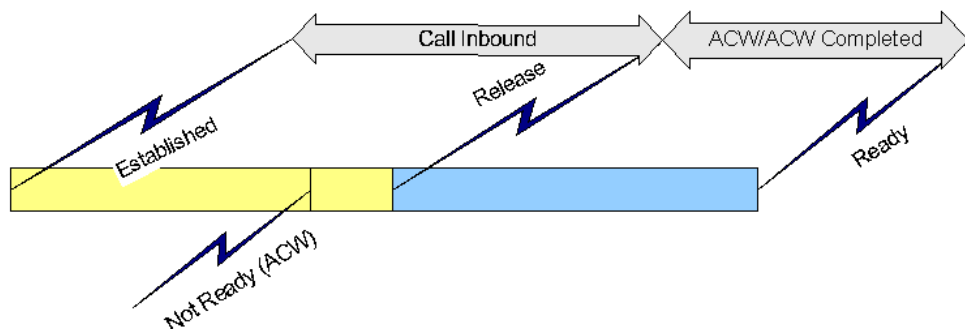 Call Inbound
ACW/ACW Completed
Established
Release
Ready
Not Ready (ACW)